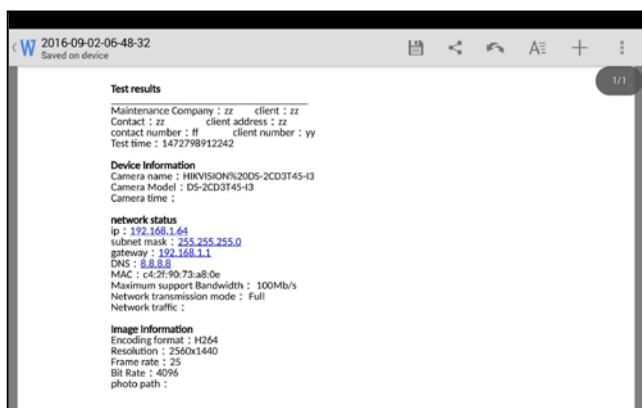 W 2016-09-02-06-48-32
Saved on device
1/1
Test results
Maintenance Company：zz client：zz
Contact：zz client address：zz
contact number：ff client number：yy
Test time：1472798912242
Device Information
Camera name：HIKVISION%20DS-2CD3T45-I3
Camera Model：DS-2CD3T45-I3
Camera time：
network status
ip：192.168.1.64
subnet mask：255.255.255.0
gateway：192.168.1.1
DNS：8.8.8.8
MAC：c4:2f:90:73:a8:0e
Maximum support Bandwidth： 100Mb/s
Network transmission mode： Full
Network traffic：
Image Information
Encoding format：H264
Resolution：2560x1440
Frame rate：25
Bit Rate：4096
photo path：